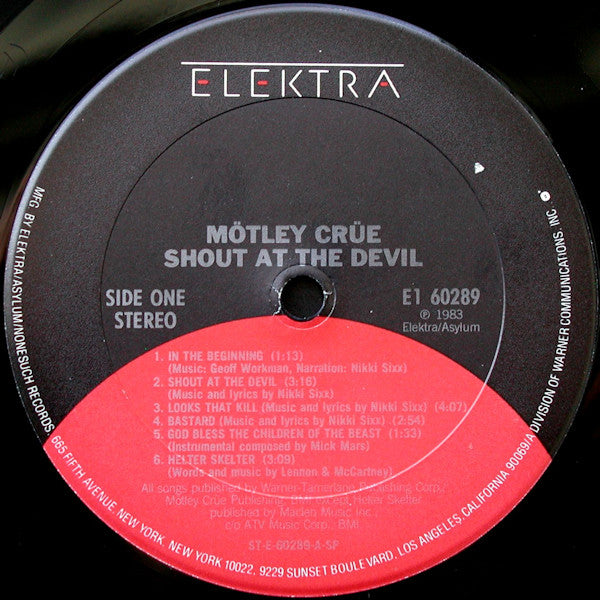 ELEKTRA
MÖTLEY CRÜE
SHOUT AT THE DEVIL
SIDE ONE
STEREO
E1 60289
℗ 1983
Elektra/Asylum
1. IN THE BEGINNING (1:13)
(Music: Geoff Workman, Narration: Nikki Sixx)
2. SHOUT AT THE DEVIL (3:16)
(Music and lyrics by Nikki Sixx)
3. LOOKS THAT KILL (Music and lyrics by Nikki Sixx) (4:07)
4. BASTARD (Music and lyrics by Nikki Sixx) (2:54)
5. GOD BLESS THE CHILDREN OF THE BEAST (1:33)
(Instrumental composed by Mick Mars)
6. HELTER SKELTER (3:09)
(Words and music by Lennon & McCartney)
All songs published by Warner-Tamerlane Publishing Corp./
Mötley Crüe Publishing, BMI, except Helter Skelter
published by Maclen Music Inc.,
c/o ATV Music Corp., BMI
ST-E-60289-A-SP
MFG. BY ELEKTRA/ASYLUM/NONESUCH RECORDS, 665 FIFTH AVENUE, NEW YORK, NEW YORK 10022, 9229 SUNSET BOULEVARD, LOS ANGELES, CALIFORNIA 90069/A DIVISION OF WARNER COMMUNICATIONS INC